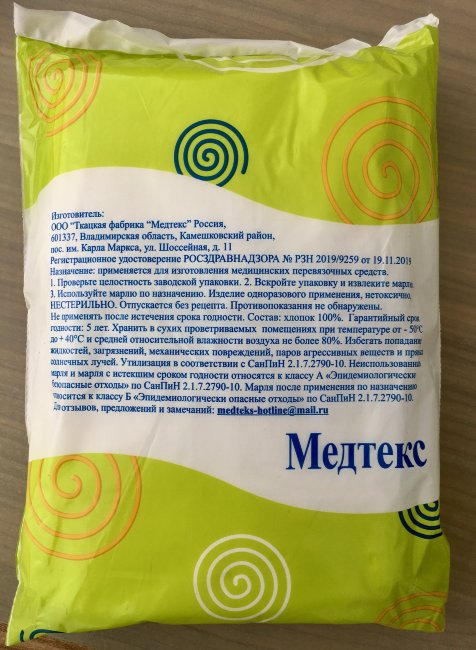 Изготовитель:
ООО "Ткацкая фабрика "Медтекс" Россия,
601337, Владимирская область, Камешковский район,
пос. им. Карла Маркса, ул. Шоссейная, д. 11
Регистрационное удостоверение РОСЗДРАВНАДЗОРА № РЗН 2019/9259 от 19.11.2019
Назначение: применяется для изготовления медицинских перевязочных средств.
1. Проверьте целостность заводской упаковки. 2. Вскройте упаковку и извлеките марлю.
3. Используйте марлю по назначению. Изделие одноразового применения, нетоксично,
НЕСТЕРИЛЬНО. Отпускается без рецепта. Противопоказания не обнаружены.
Не применять после истечения срока годности. Состав: хлопок 100%. Гарантийный срок
годности: 5 лет. Хранить в сухих проветриваемых помещениях при температуре от - 50°С
до + 40°С и средней относительной влажности воздуха не более 80%. Избегать попадания
жидкостей, загрязнений, механических повреждений, паров агрессивных веществ и прямых
солнечных лучей. Утилизация в соответствии с СанПиН 2.1.7.2790-10. Неиспользованная
марля и марля с истекшим сроком годности относятся к классу А «Эпидемиологически
безопасные отходы» по СанПиН 2.1.7.2790-10. Марля после применения по назначению
относится к классу Б «Эпидемиологически опасные отходы» по СанПиН 2.1.7.2790-10.
Для отзывов, предложений и замечаний: medteks-hotline@mail.ru
Медтекс